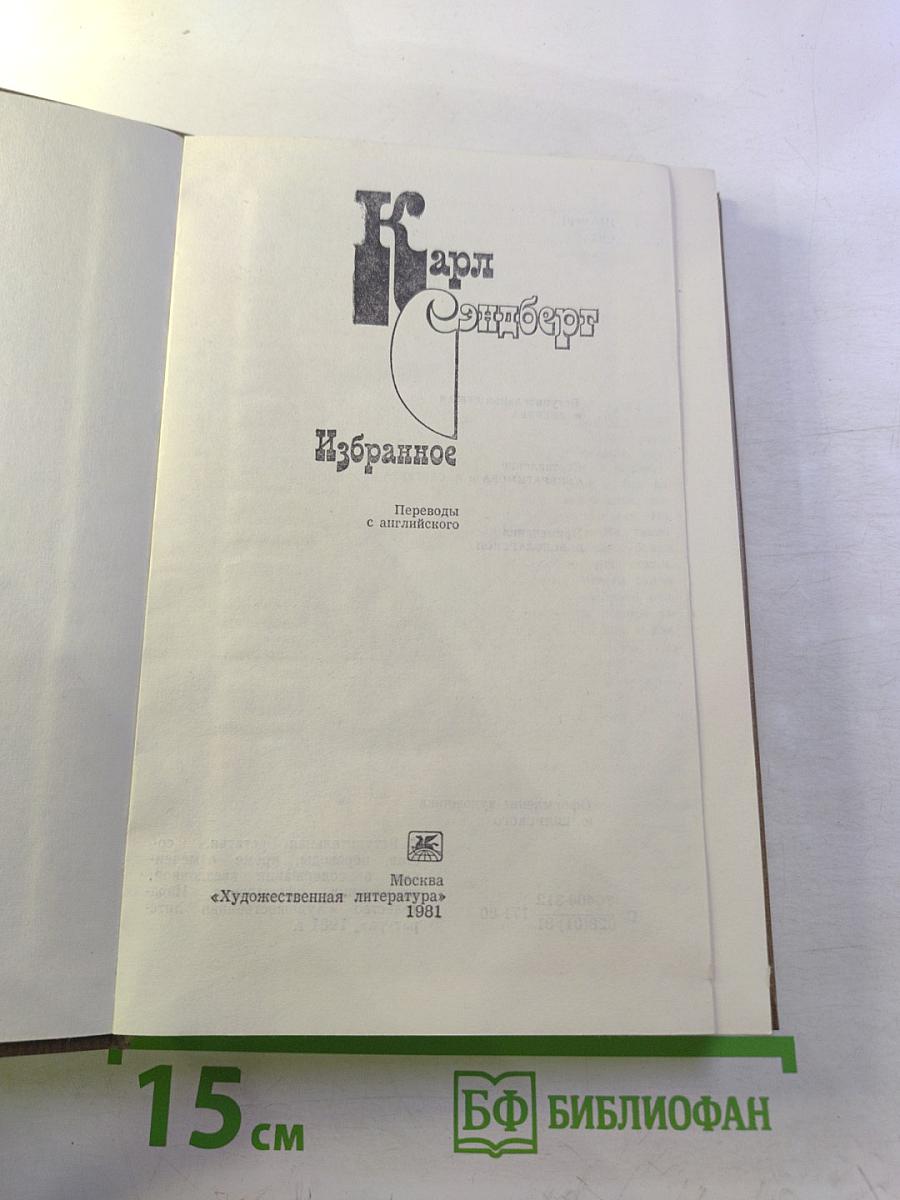 Карл
Сэндберг
Избранное
Переводы
с английского
Москва
«Художественная литература»
1981
15 см
БФ БИБЛИОФАН